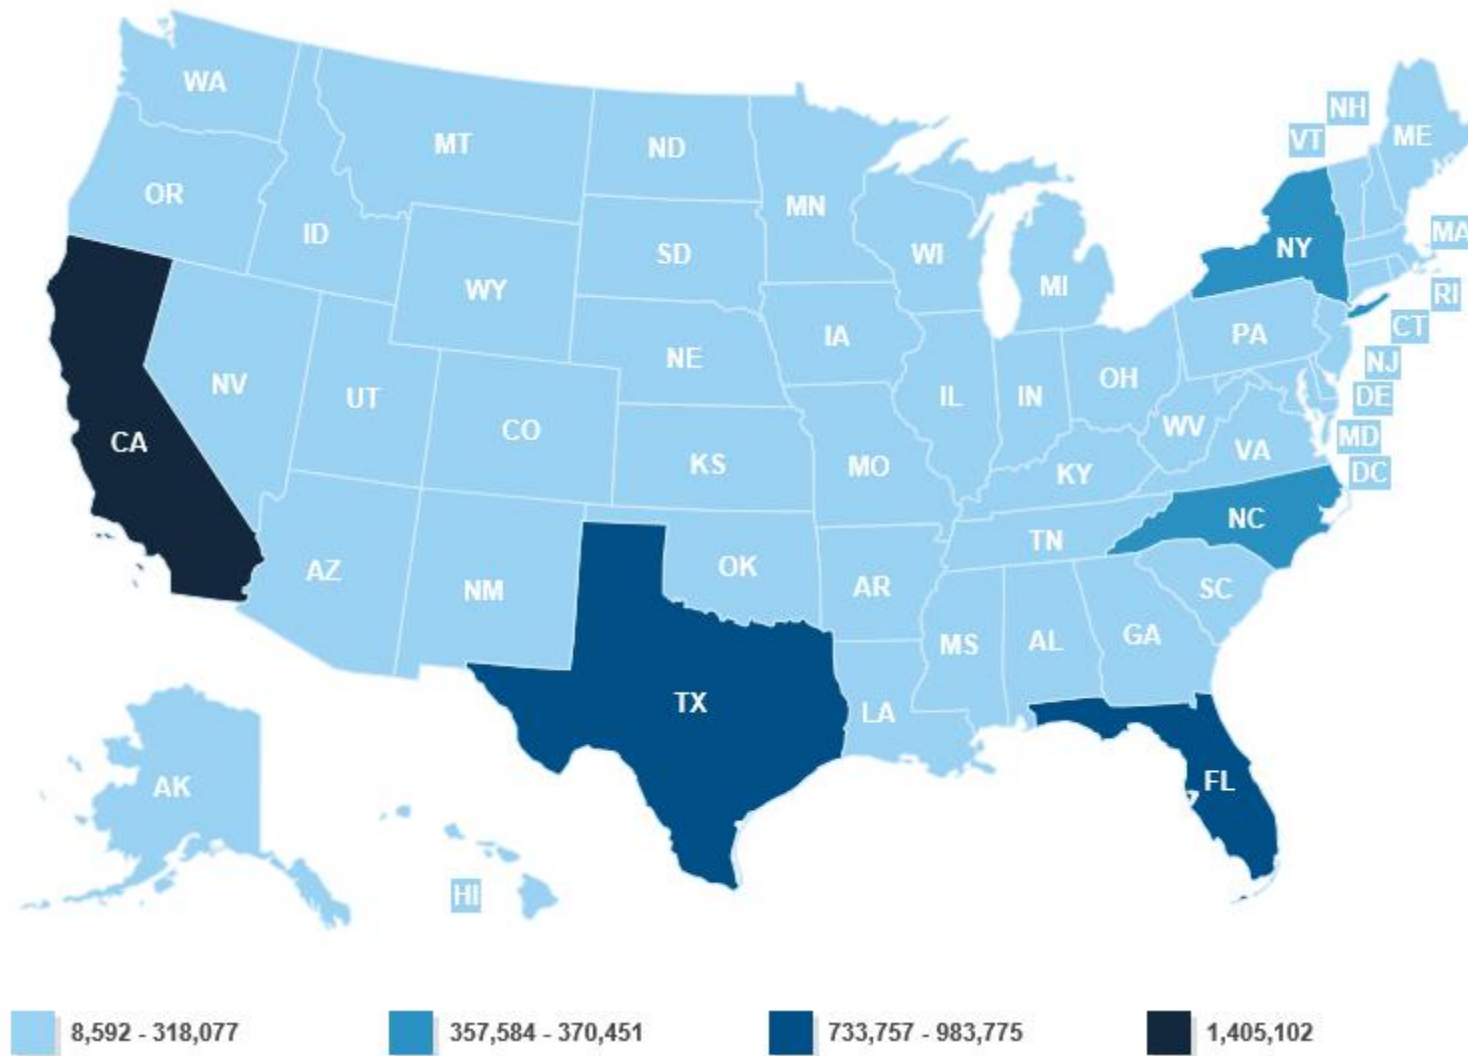 WA
MT
ND
MN
OR
ID
SD
WI
MI
NH
VT
ME
NY
MA
RI
CT
NJ
DE
MD
DC
WY
NE
IA
PA
NV
UT
CO
KS
MO
IL
IN
OH
WV
VA
KY
CA
AZ
NM
OK
AR
TN
NC
SC
TX
LA
MS
AL
GA
FL
AK
HI
8,592 - 318,077
357,584 - 370,451
733,757 - 983,775
1,405,102